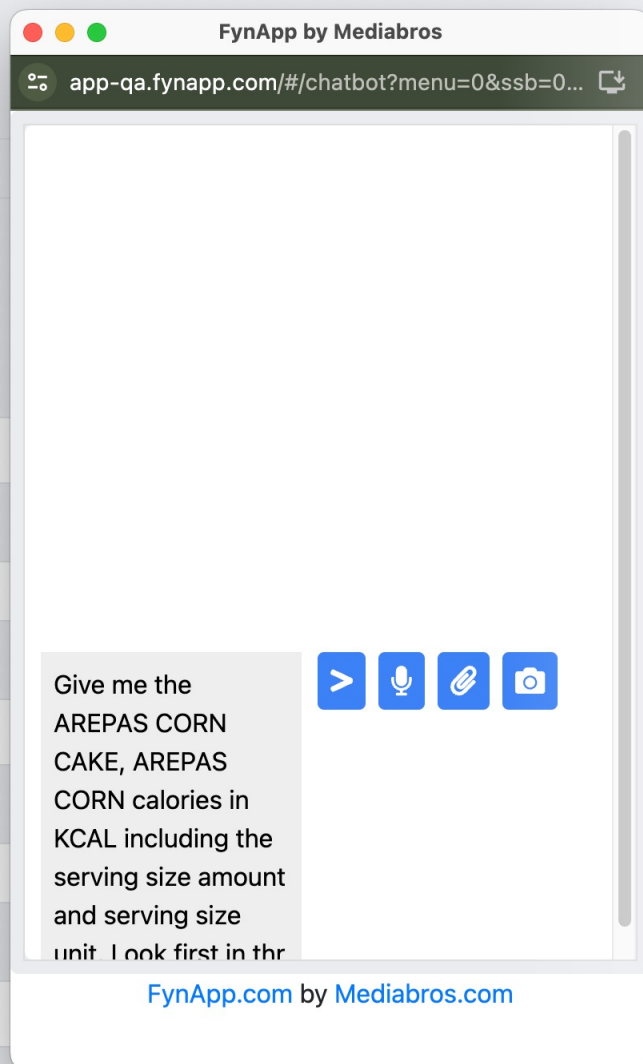 FynApp by Mediabros
app-qa.fynapp.com/#/chatbot?menu=0&ssb=0...
Give me the
AREPAS CORN
CAKE, AREPAS
CORN calories in
KCAL including the
serving size amount
and serving size
unit. Look first in thr
FynApp.com by Mediabros.com